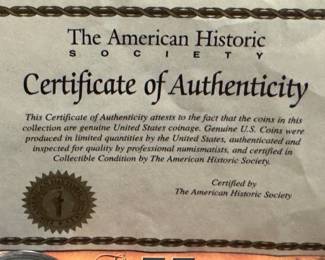 The American Historic
SOCIETY
Certificate of Authenticity
This Certificate of Authenticity attests to the fact that the coins in this
collection are genuine United States coinage. Genuine U.S. Coins were
produced in limited quantities by the United States, authenticated and
inspected for quality by professional numismatists, and certified in
Collectible Condition by The American Historic Society.
Certified by
The American Historic Society